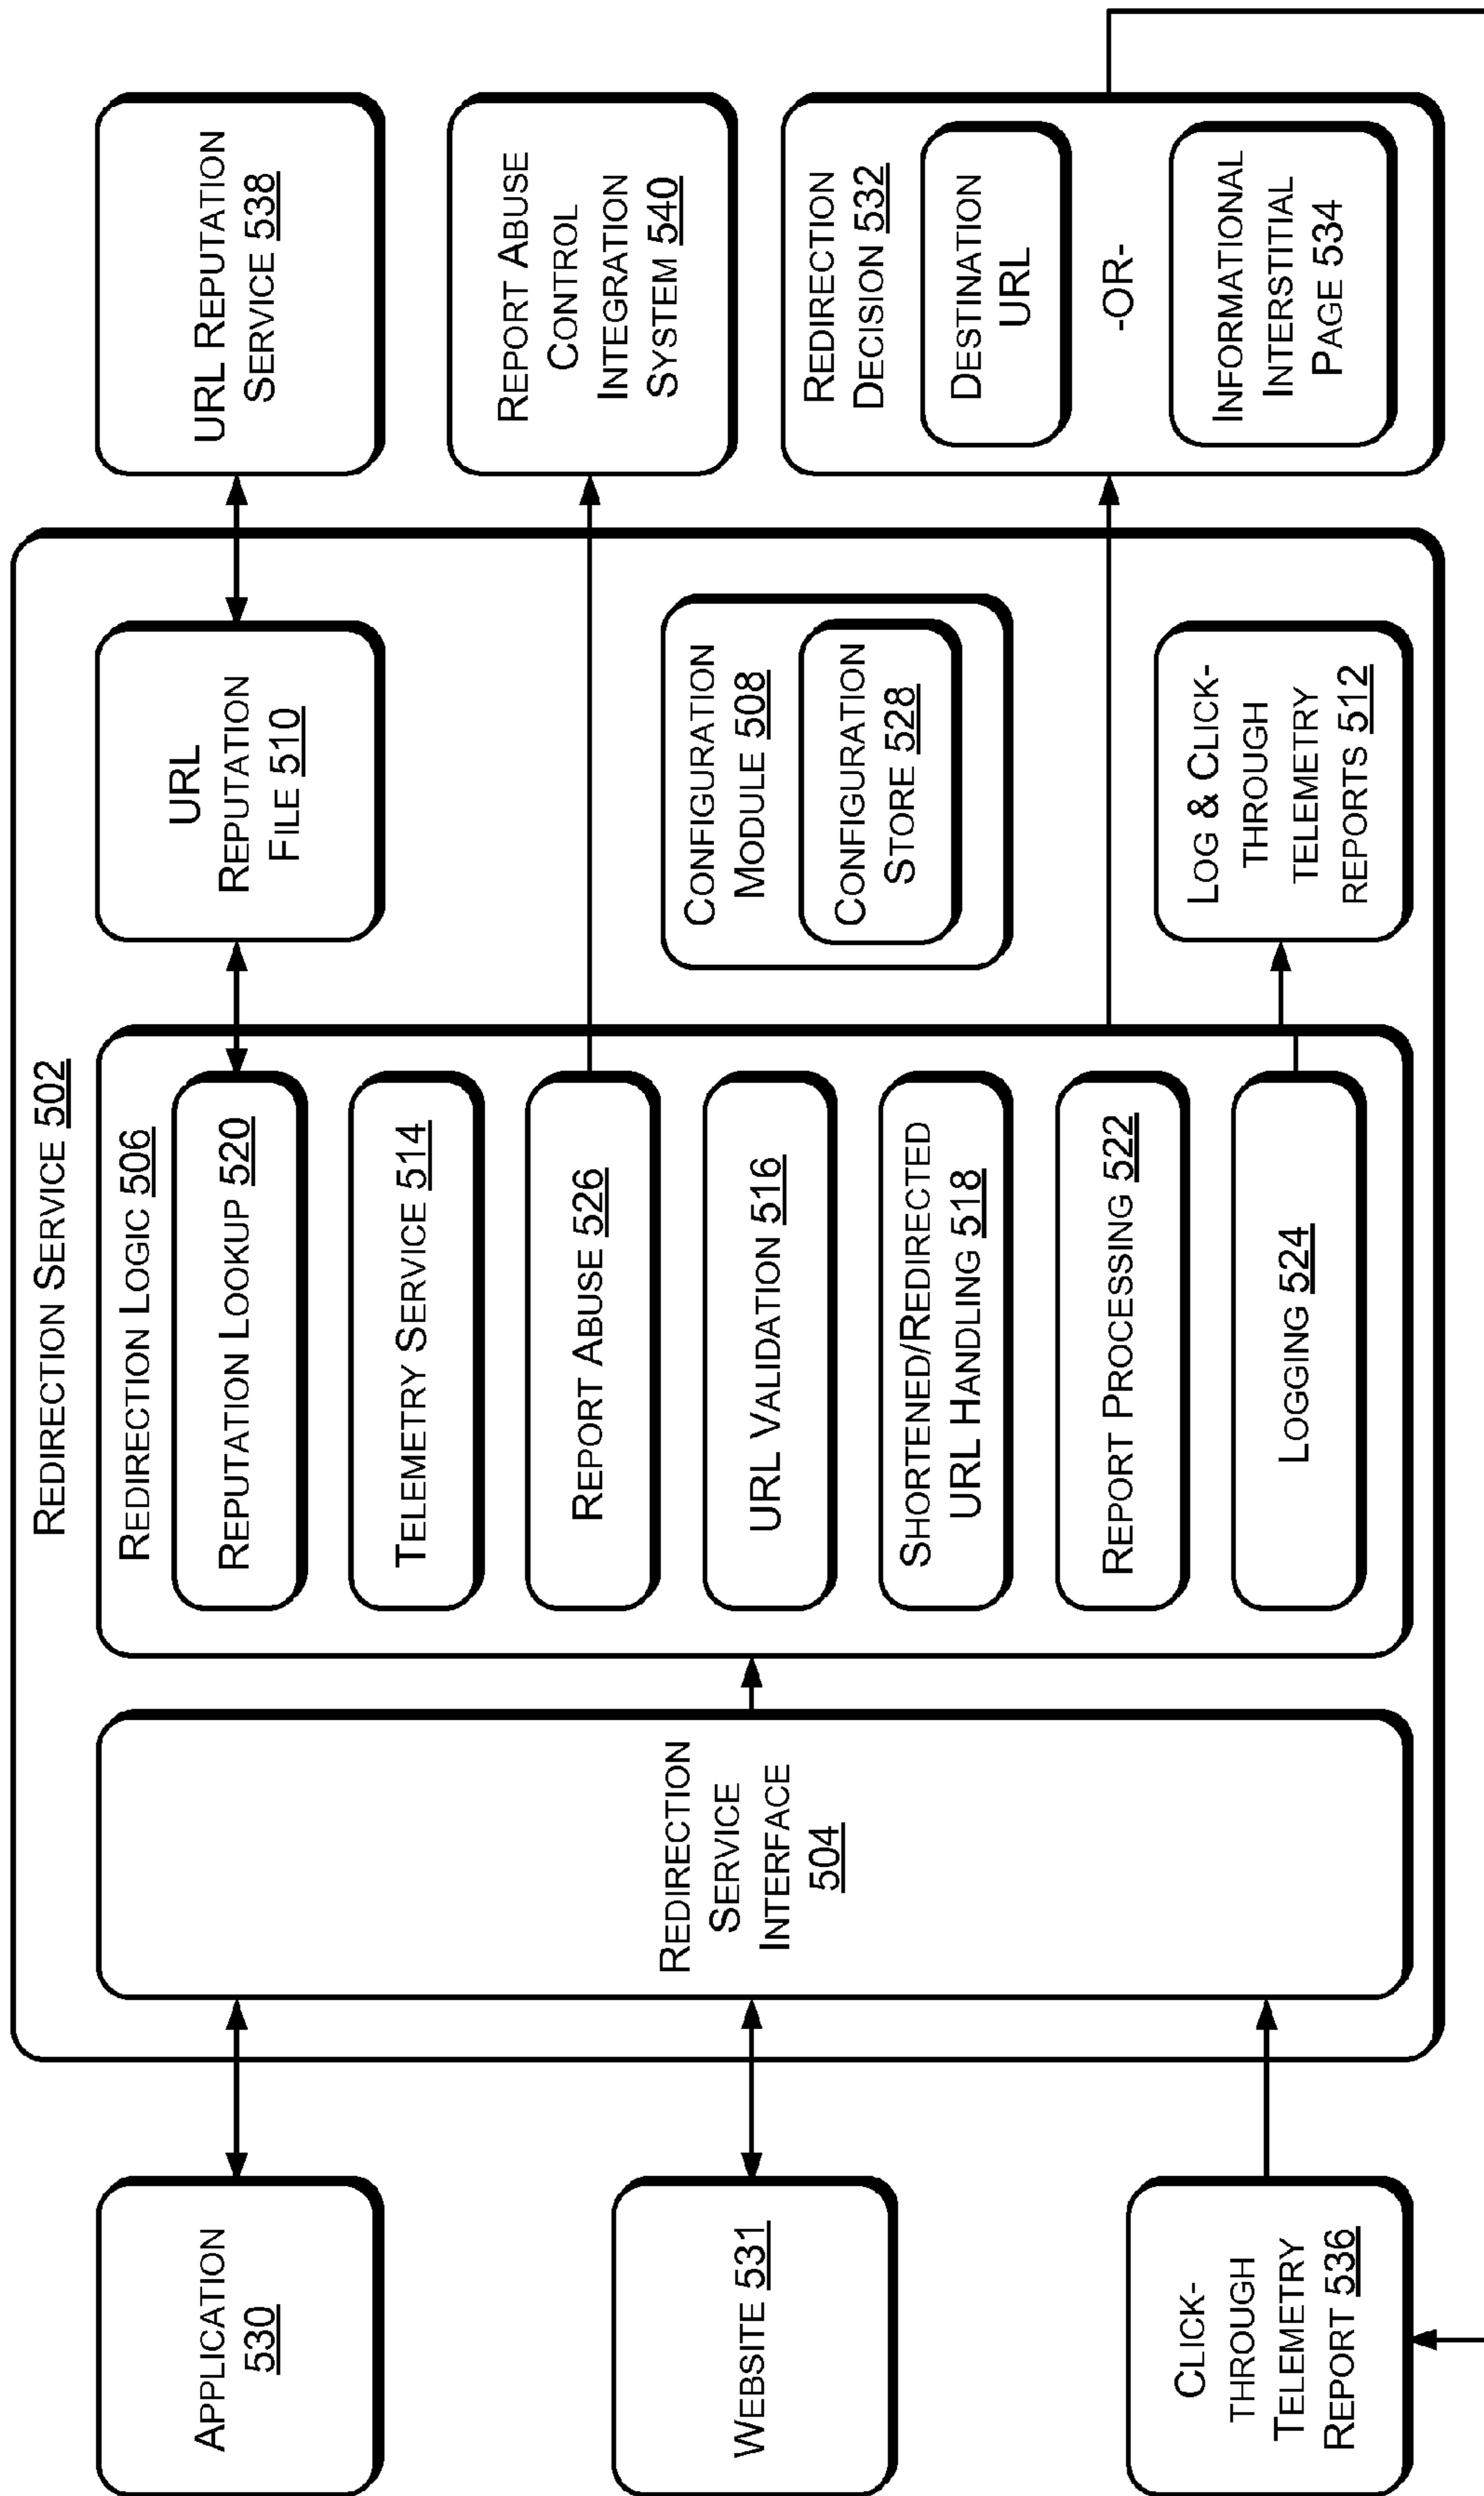 REDIRECTION SERVICE 502
APPLICATION
530
WEBSITE 531
CLICK-
THROUGH
TELEMETRY
REPORT 536
REDIRECTION
SERVICE
INTERFACE
504
REDIRECTION LOGIC 506
REPUTATION LOOKUP 520
TELEMETRY SERVICE 514
REPORT ABUSE 526
URL VALIDATION 516
SHORTENED/REDIRECTED
URL HANDLING 518
REPORT PROCESSING 522
LOGGING 524
URL
REPUTATION
FILE 510
CONFIGURATION
MODULE 508
CONFIGURATION
STORE 528
LOG & CLICK-
THROUGH
TELEMETRY
REPORTS 512
URL REPUTATION
SERVICE 538
REPORT ABUSE
CONTROL
INTEGRATION
SYSTEM 540
REDIRECTION
DECISION 532
DESTINATION
URL
-OR-
INFORMATIONAL
INTERSTITIAL
PAGE 534